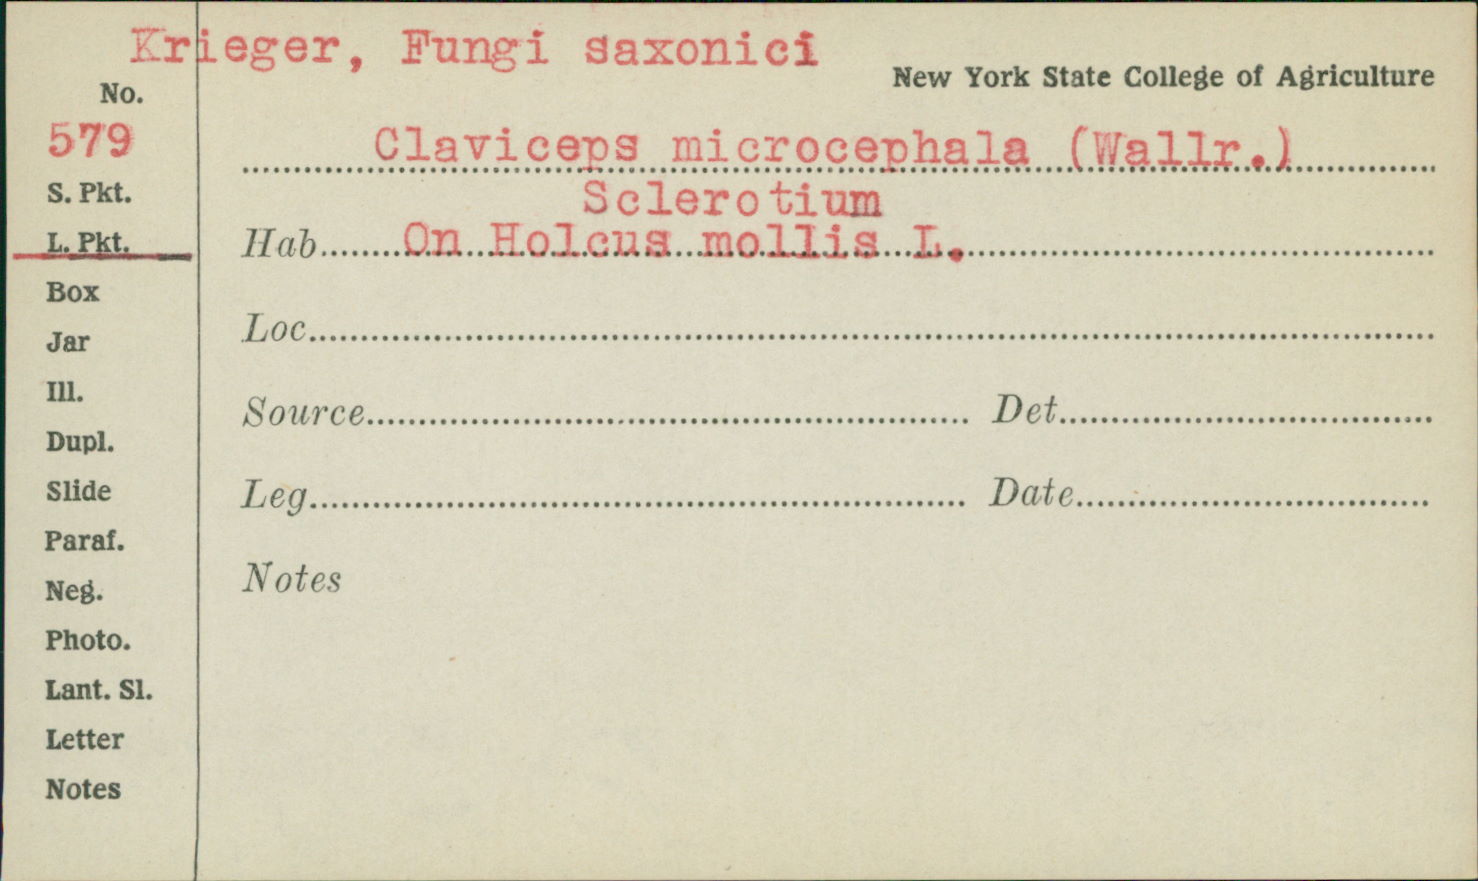 Krieger, Fungi saxonici
New York State College of Agriculture
No.
579
Claviceps microcephala (Wallr.)
S. Pkt.
Sclerotium
L. Pkt.
Hab. On Holcus mollis L.
Box
Loc.
Jar
Ill.
Source Det.
Dupl.
Slide
Leg. Date
Paraf.
Notes
Neg.
Photo.
Lant. Sl.
Letter
Notes